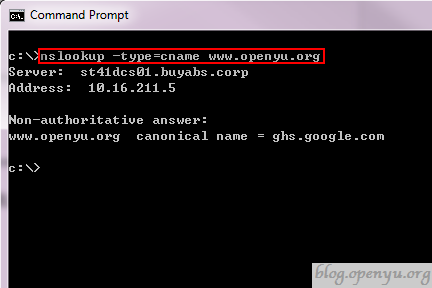 Command Prompt
c:\>nslookup -type=cname www.openyu.org
Server:  st41dcs01.buyabs.corp
Address:  10.16.211.5
Non-authoritative answer:
www.openyu.org  canonical name = ghs.google.com
c:\>
blog.openyu.org